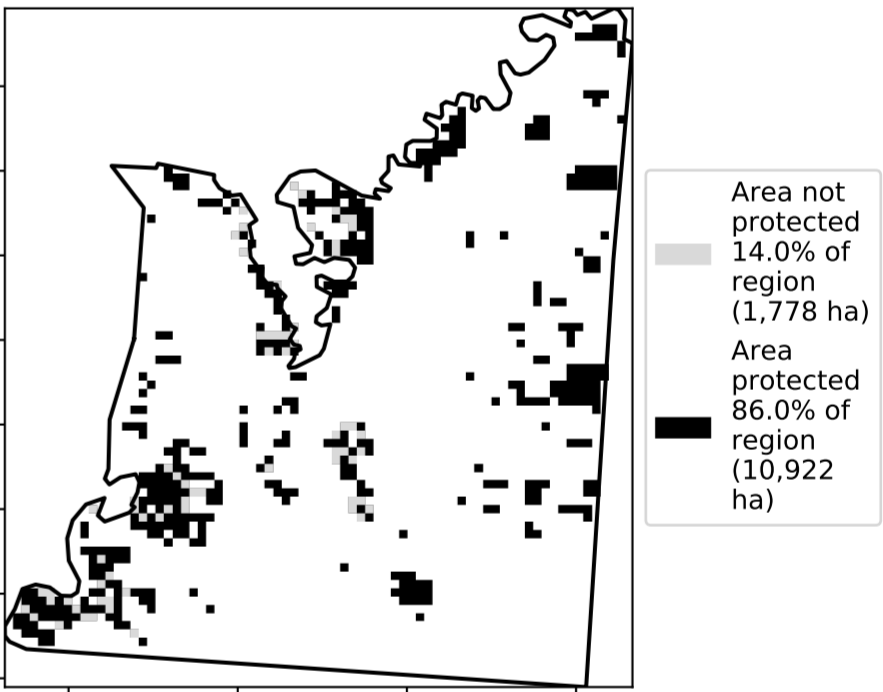 Area not
protected
14.0% of
region
(1,778 ha)
Area
protected
86.0% of
region
(10,922
ha)